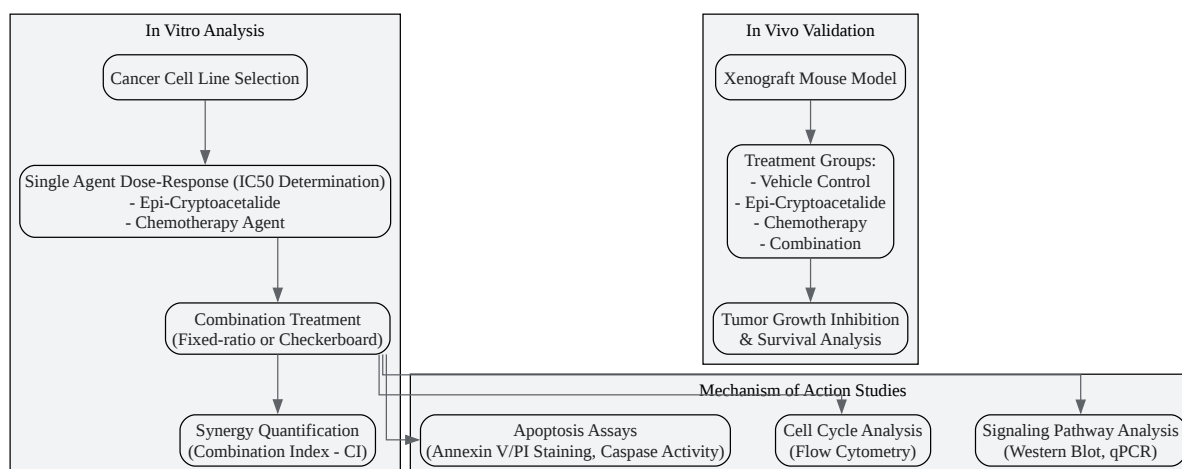 In Vitro Analysis
Cancer Cell Line Selection
Single Agent Dose-Response (IC50 Determination)
- Epi-Cryptoacetalide
- Chemotherapy Agent
Combination Treatment
(Fixed-ratio or Checkerboard)
Synergy Quantification
(Combination Index - CI)
In Vivo Validation
Xenograft Mouse Model
Treatment Groups:
- Vehicle Control
- Epi-Cryptoacetalide
- Chemotherapy
- Combination
Tumor Growth Inhibition
& Survival Analysis
Mechanism of Action Studies
Apoptosis Assays
(Annexin V/PI Staining, Caspase Activity)
Cell Cycle Analysis
(Flow Cytometry)
Signaling Pathway Analysis
(Western Blot, qPCR)